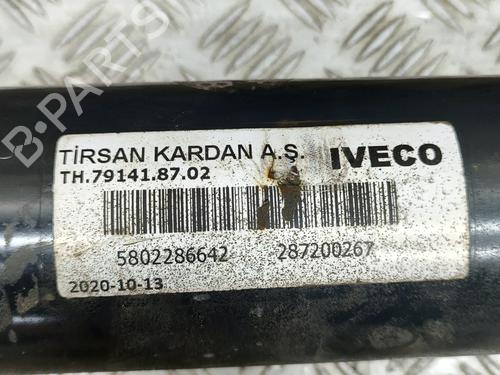 B-PARTS
TİRSAN KARDAN A.Ş. IVECO
TH.79141.87.02
5802286642 287200267
2020-10-13